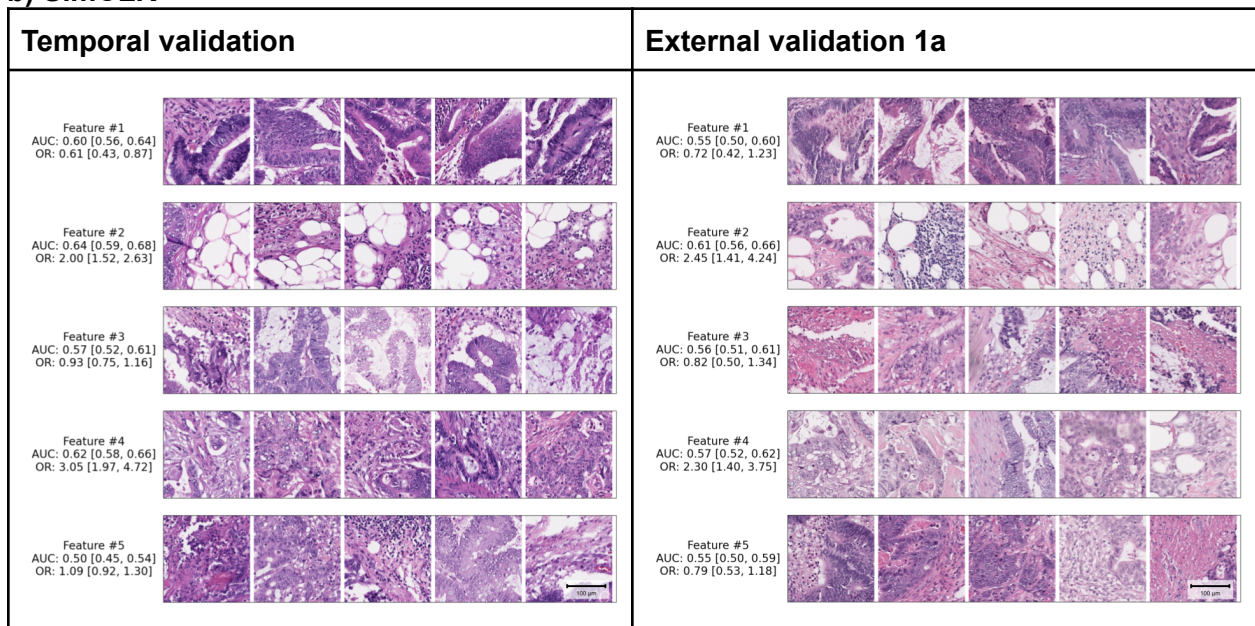 Temporal validation
Feature #1
AUC: 0.60 [0.56, 0.64]
OR: 0.61 [0.43, 0.87]
Feature #2
AUC: 0.64 [0.59, 0.68]
OR: 2.00 [1.52, 2.63]
Feature #3
AUC: 0.57 [0.52, 0.61]
OR: 0.93 [0.75, 1.16]
Feature #4
AUC: 0.62 [0.58, 0.66]
OR: 3.05 [1.97, 4.72]
Feature #5
AUC: 0.50 [0.45, 0.54]
OR: 1.09 [0.92, 1.30]
100 μm
External validation 1a
Feature #1
AUC: 0.55 [0.50, 0.60]
OR: 0.72 [0.42, 1.23]
Feature #2
AUC: 0.61 [0.56, 0.66]
OR: 2.45 [1.41, 4.24]
Feature #3
AUC: 0.56 [0.51, 0.61]
OR: 0.82 [0.50, 1.34]
Feature #4
AUC: 0.57 [0.52, 0.62]
OR: 2.30 [1.40, 3.75]
Feature #5
AUC: 0.55 [0.50, 0.59]
OR: 0.79 [0.53, 1.18]
100 μm